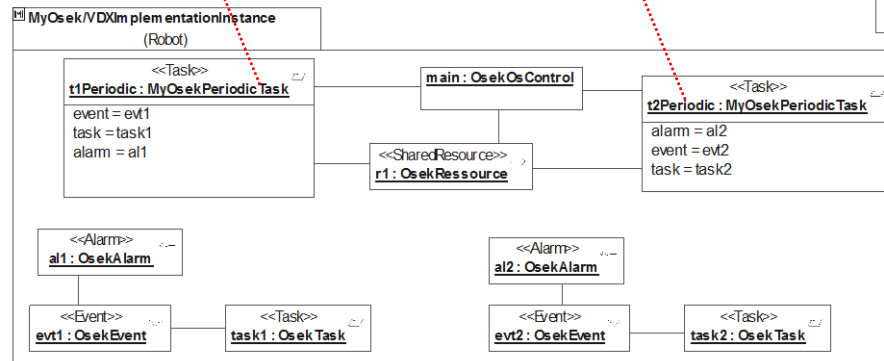 MyOsek/VDXImplementationInstance
(Robot)
<<Task>>
t1Periodic : MyOsekPeriodicTask
event = evt1
task = task1
alarm = al1
main : OsekOsControl
<<SharedResource>>
r1 : OsekRessource
<<Task>>
t2Periodic : MyOsekPeriodicTask
alarm = al2
event = evt2
task = task2
<<Alarm>>
al1 : OsekAlarm
<<Event>>
evt1 : OsekEvent
<<Task>>
task1 : OsekTask
<<Alarm>>
al2 : OsekAlarm
<<Event>>
evt2 : OsekEvent
<<Task>>
task2 : OsekTask